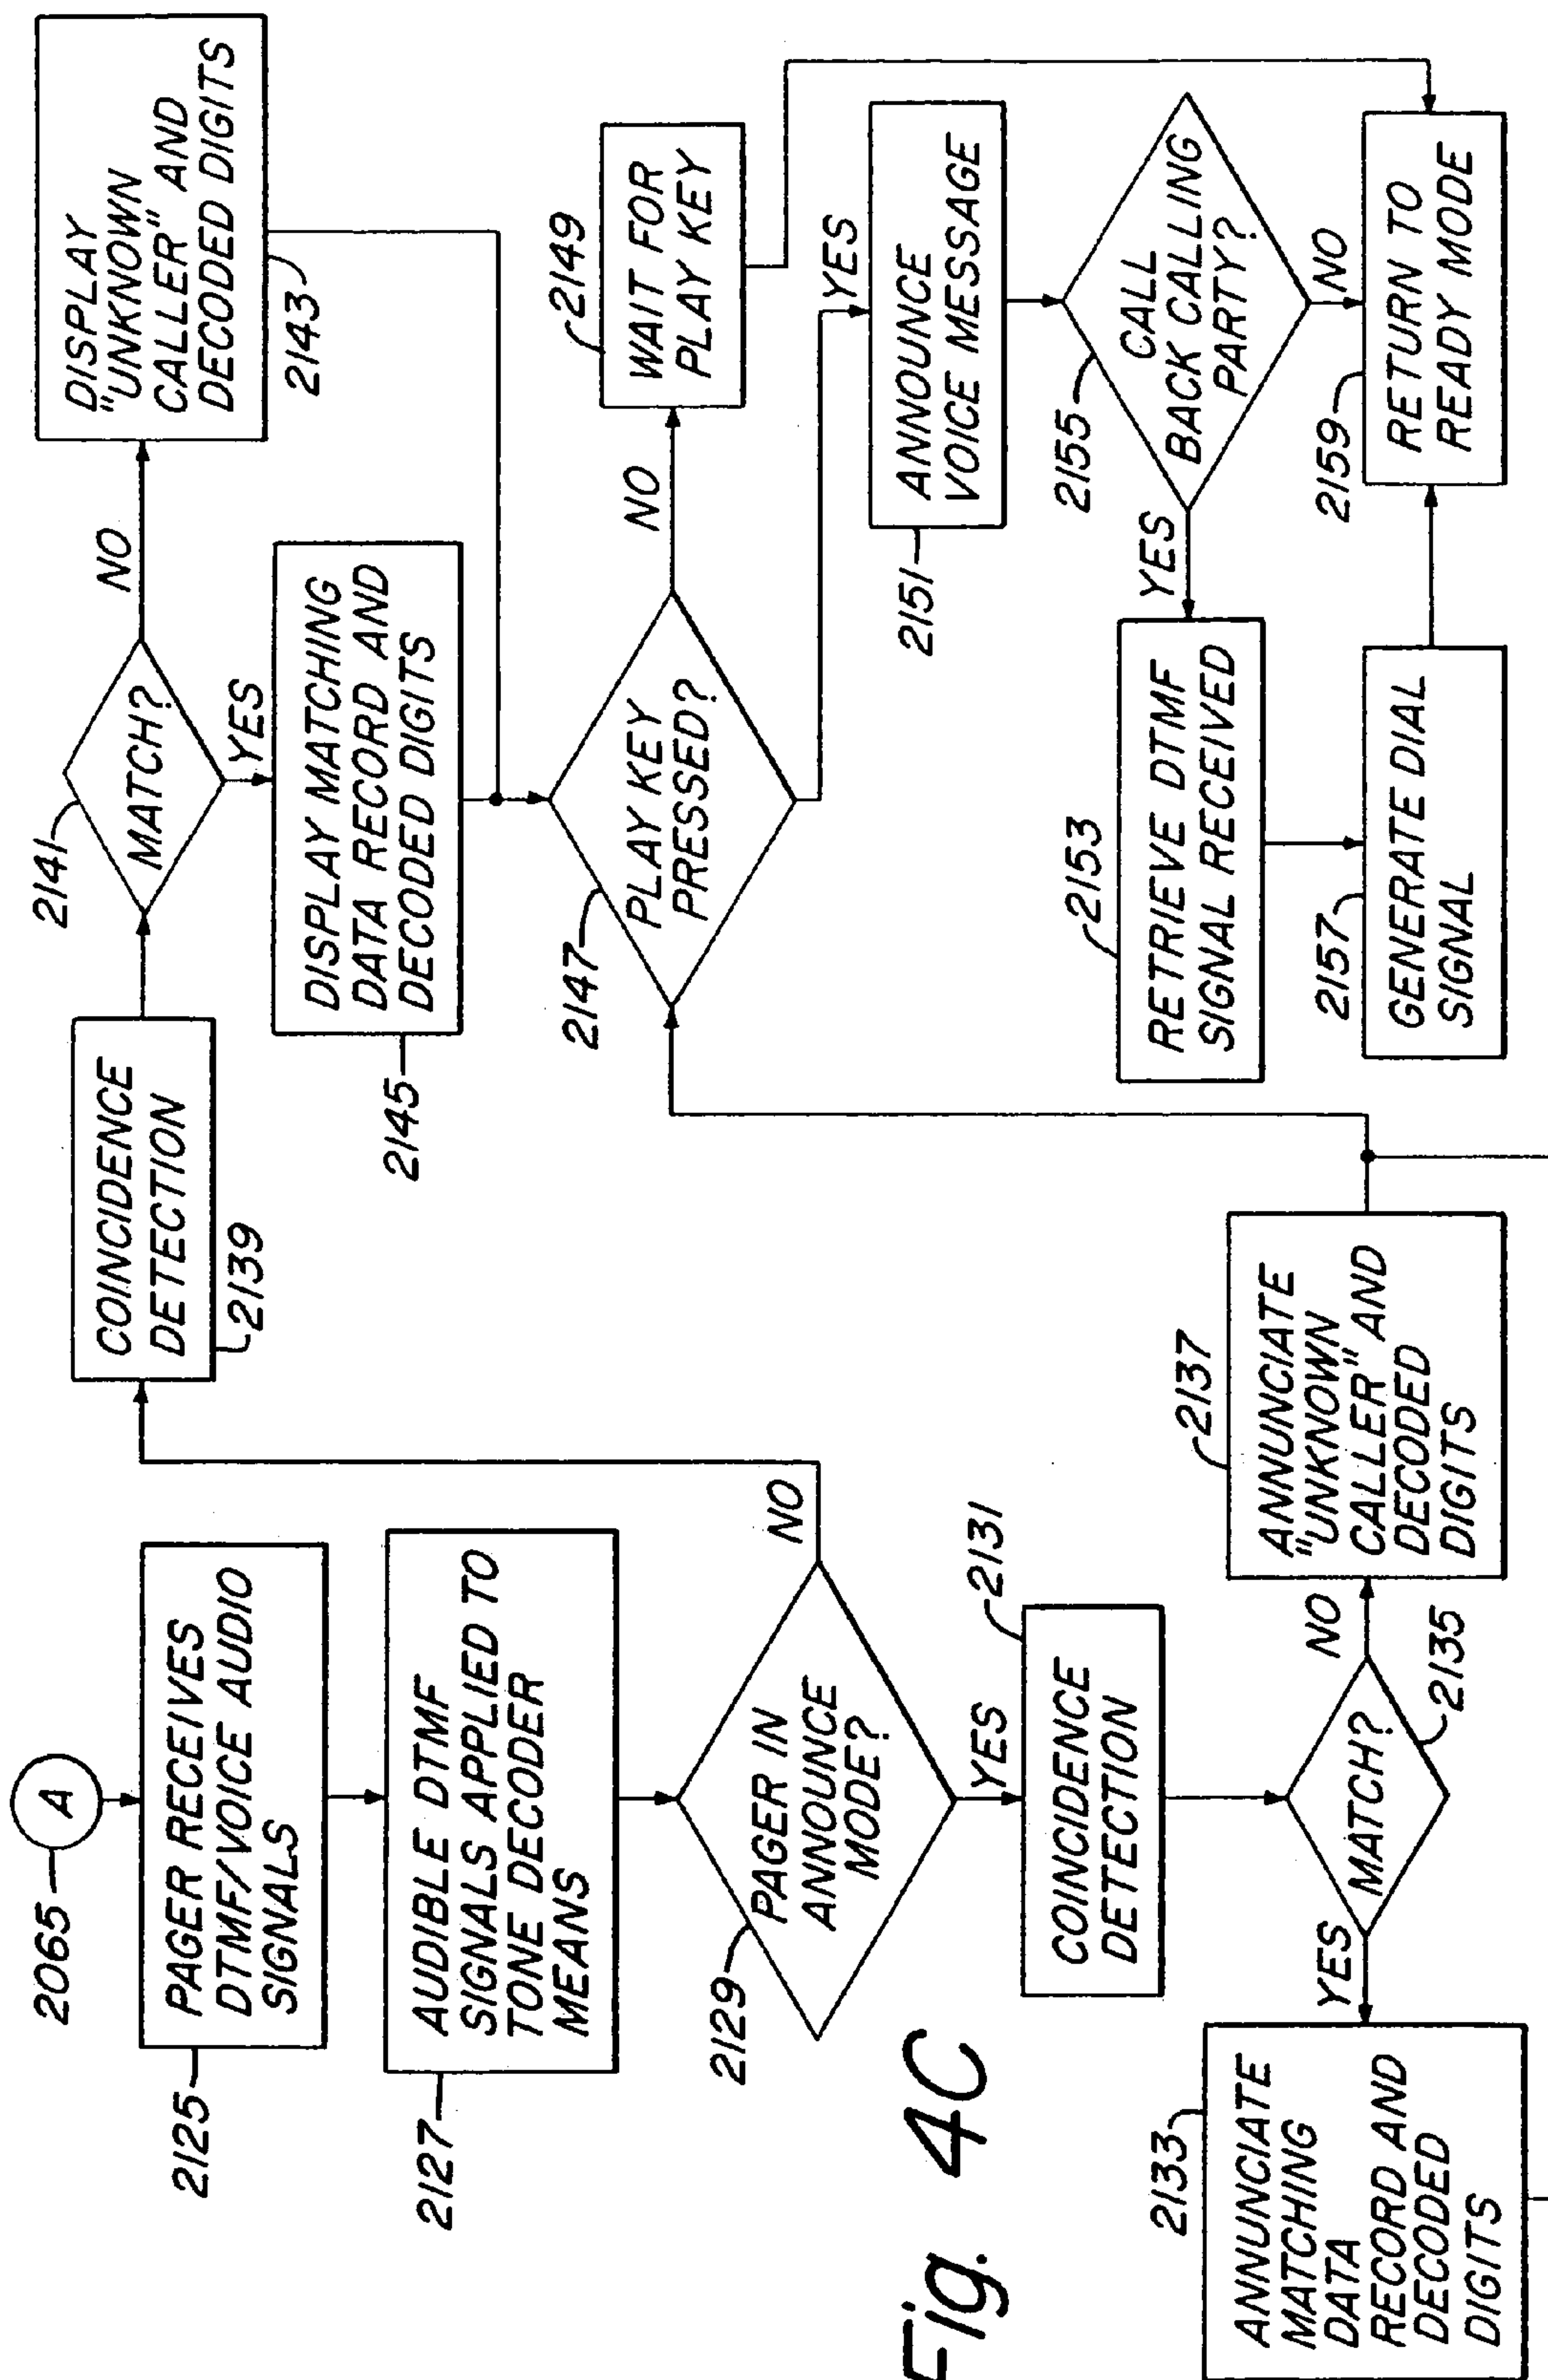 2065
A
2125
PAGER RECEIVES
DTMF/VOICE AUDIO
SIGNALS
2127
AUDIBLE DTMF
SIGNALS APPLIED TO
TONE DECODER
MEANS
2129
PAGER IN
ANNOUNCE
MODE?
NO
YES
2131
COINCIDENCE
DETECTION
MATCH?
2135
YES
NO
2133
ANNUNCIATE
MATCHING
DATA
RECORD AND
DECODED
DIGITS
2137
ANNUNCIATE
"UNKNOWN
CALLER" AND
DECODED
DIGITS
COINCIDENCE
DETECTION
2139
2141
MATCH?
NO
YES
DISPLAY
"UNKNOWN
CALLER" AND
DECODED DIGITS
2143
DISPLAY MATCHING
DATA RECORD AND
DECODED DIGITS
2145
2147
PLAY KEY
PRESSED?
NO
YES
2149
WAIT FOR
PLAY KEY
ANNOUNCE
VOICE MESSAGE
2151
2155
CALL
BACK CALLING
PARTY?
YES
NO
2153
RETRIEVE DTMF
SIGNAL RECEIVED
2157
GENERATE DIAL
SIGNAL
2159
RETURN TO
READY MODE
Fig. 4C